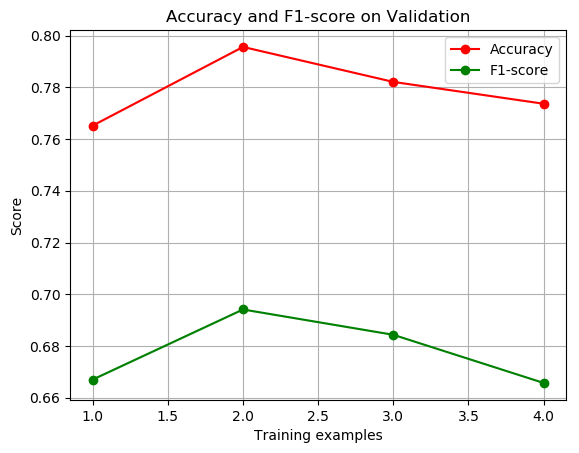 Accuracy and F1-score on Validation
Accuracy
F1-score
Score
0.80
0.78
0.76
0.74
0.72
0.70
0.68
0.66
1.0 1.5 2.0 2.5 3.0 3.5 4.0
Training examples